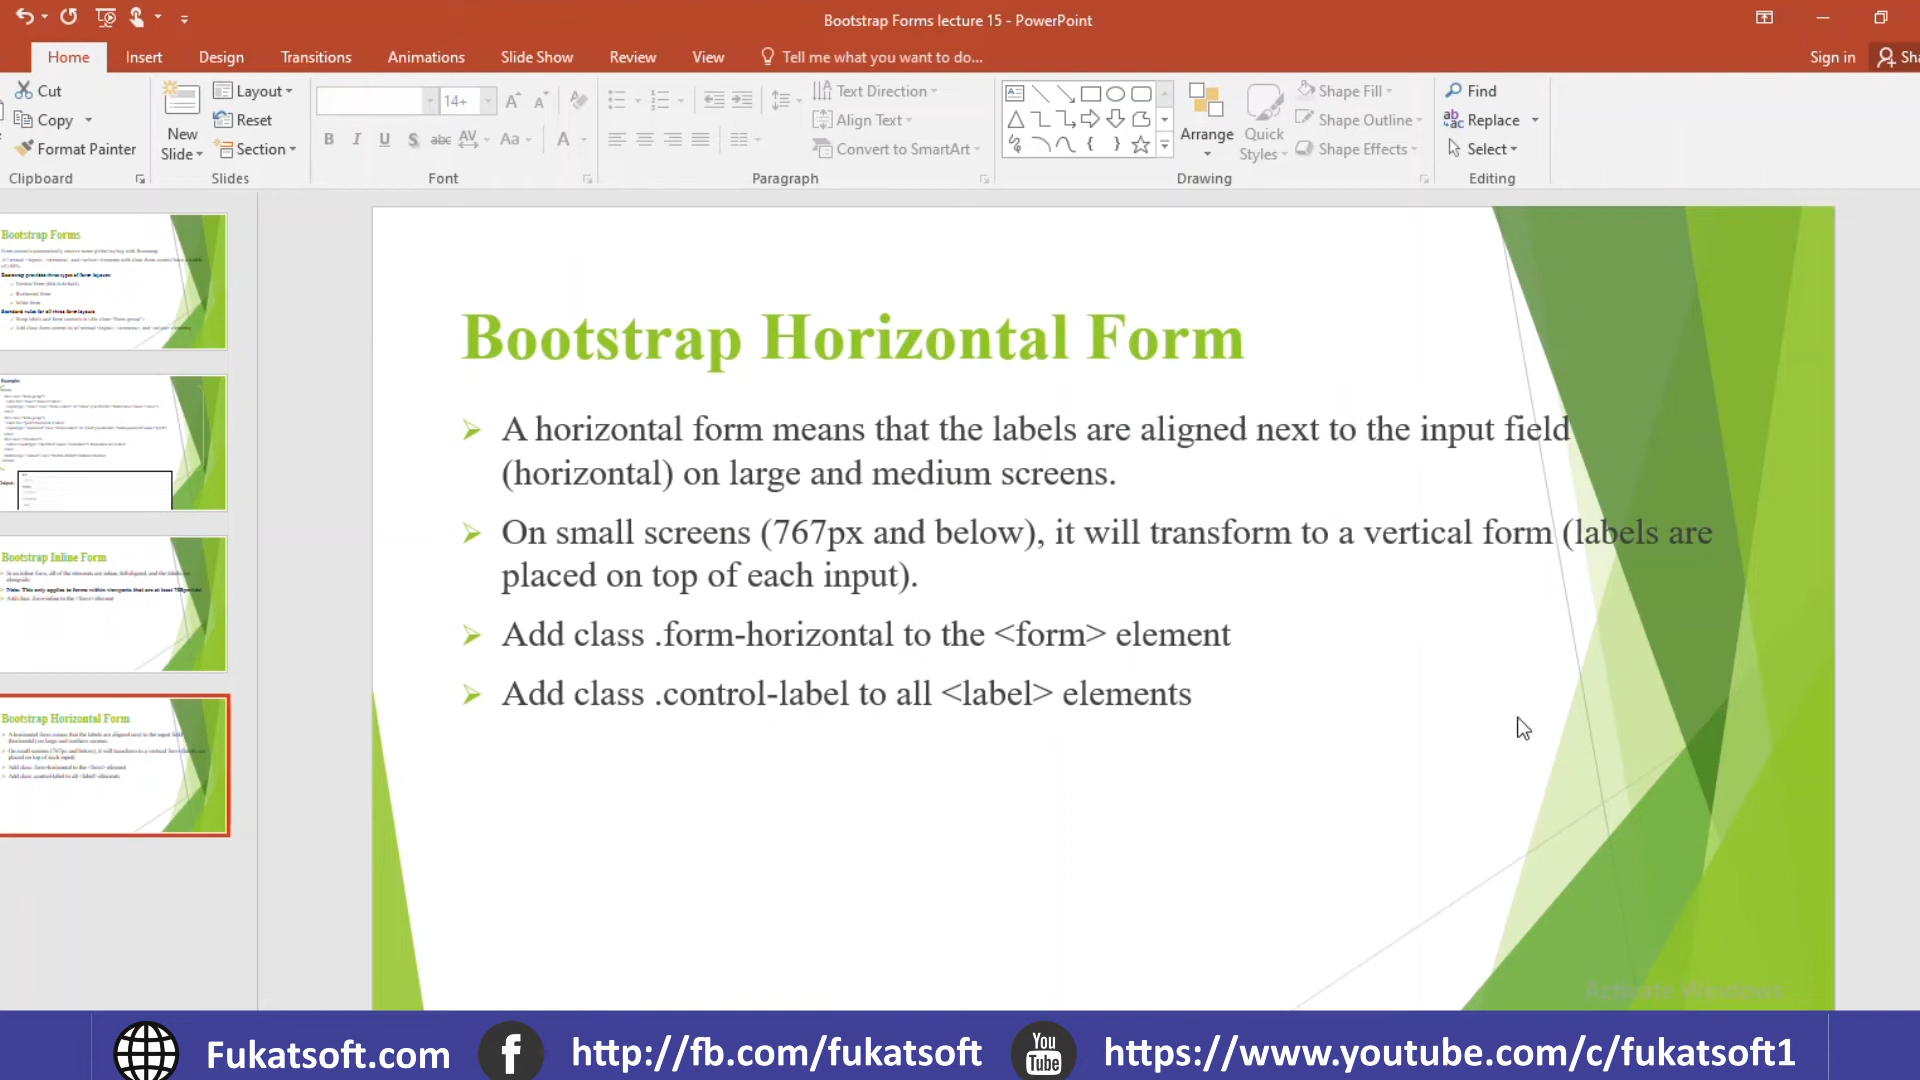 Bootstrap Forms lecture 15 - PowerPoint
Home Insert Design Transitions Animations Slide Show Review View Tell me what you want to do... Sign in Sha
Cut
Copy
Format Painter
Clipboard
New
Slide
Layout
Reset
Section
Slides
14+
B I U S abc AV Aa A
Font
Text Direction
Align Text
Convert to SmartArt
Paragraph
Arrange
Quick
Styles
Shape Fill
Shape Outline
Shape Effects
Drawing
Find
Replace
Select
Editing
Bootstrap Forms
Bootstrap Inline Form
Bootstrap Horizontal Form
Bootstrap Horizontal Form
A horizontal form means that the labels are aligned next to the input field
(horizontal) on large and medium screens.
On small screens (767px and below), it will transform to a vertical form (labels are
placed on top of each input).
Add class .form-horizontal to the <form> element
Add class .control-label to all <label> elements
Activate Windows
Fukatsoft.com
http://fb.com/fukatsoft
You
Tube
https://www.youtube.com/c/fukatsoft1